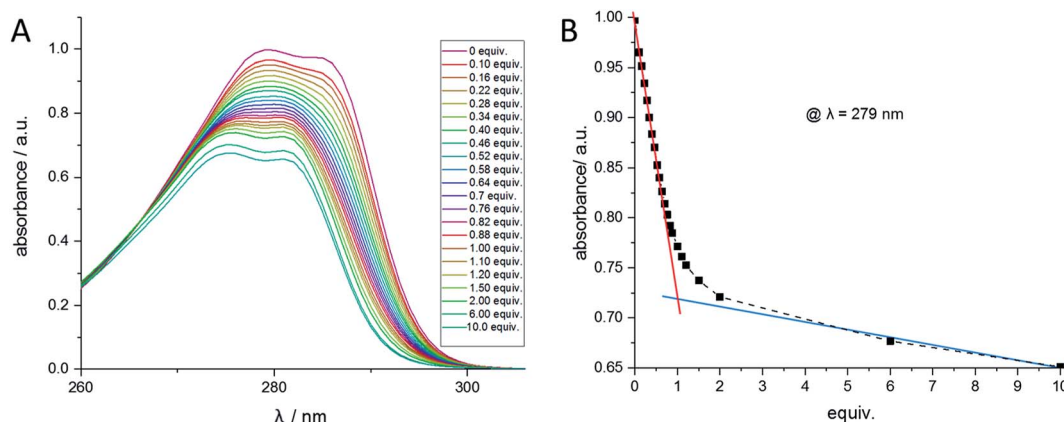 A
absorbance / a.u.
1.0
0.8
0.6
0.4
0.2
0.0
260
280
300
λ / nm
0 equiv.
0.10 equiv.
0.16 equiv.
0.22 equiv.
0.28 equiv.
0.34 equiv.
0.40 equiv.
0.46 equiv.
0.52 equiv.
0.58 equiv.
0.64 equiv.
0.7 equiv.
0.76 equiv.
0.82 equiv.
0.88 equiv.
1.00 equiv.
1.10 equiv.
1.20 equiv.
1.50 equiv.
2.00 equiv.
6.00 equiv.
10.0 equiv.
B
absorbance/ a.u.
1.00
0.95
0.90
0.85
0.80
0.75
0.70
0.65
@ λ = 279 nm
0 1 2 3 4 5 6 7 8 9 10
equiv.